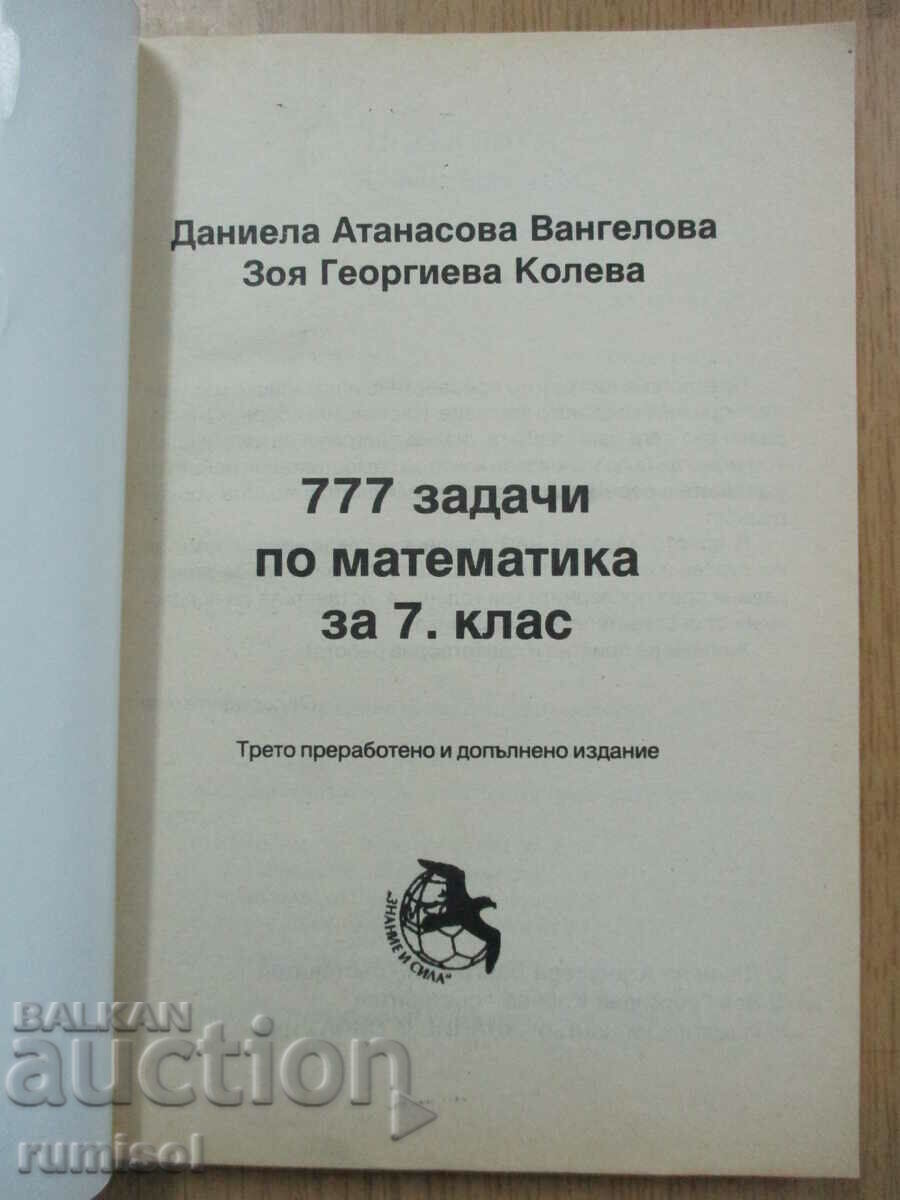 Даниела Атанасова Вангелова
Зоя Георгиева Колева
777 задачи
по математика
за 7. клас
Трето преработено и допълнено издание
"ЗНАНИЕ И СИЛА"
BALKAN
auction
rumisol